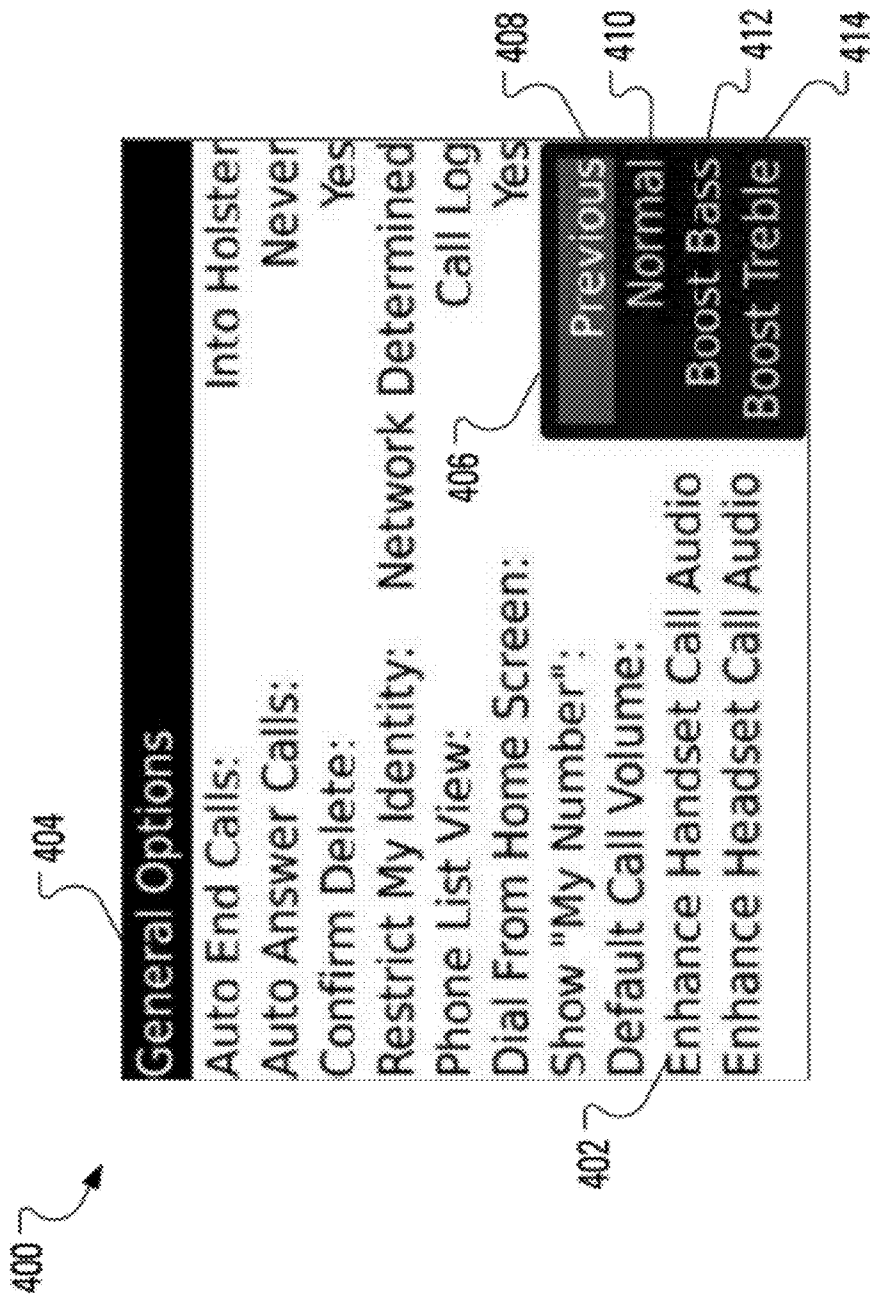 400
404
General Options
Auto End Calls: Into Holster
Auto Answer Calls: Never
Confirm Delete: Yes
Restrict My Identity: Network Determined
Phone List View: Call Log
Dial From Home Screen: Yes
406
Show "My Number":
Default Call Volume:
402
Enhance Handset Call Audio
Enhance Headset Call Audio
Previous
Normal
Boost Bass
Boost Treble
408
410
412
414